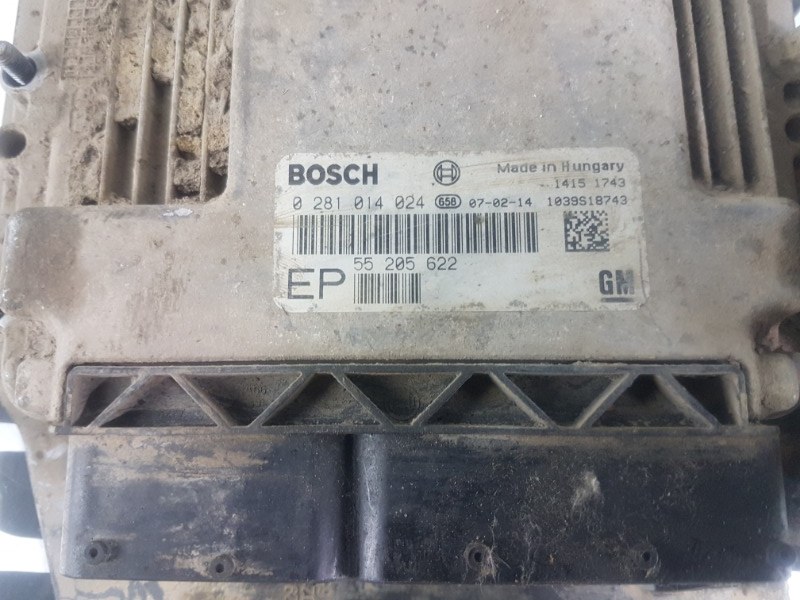 BOSCH Made in Hungary
1415 1743
0 281 014 024 658 07-02-14 1039S18743
55 205 622
EP GM